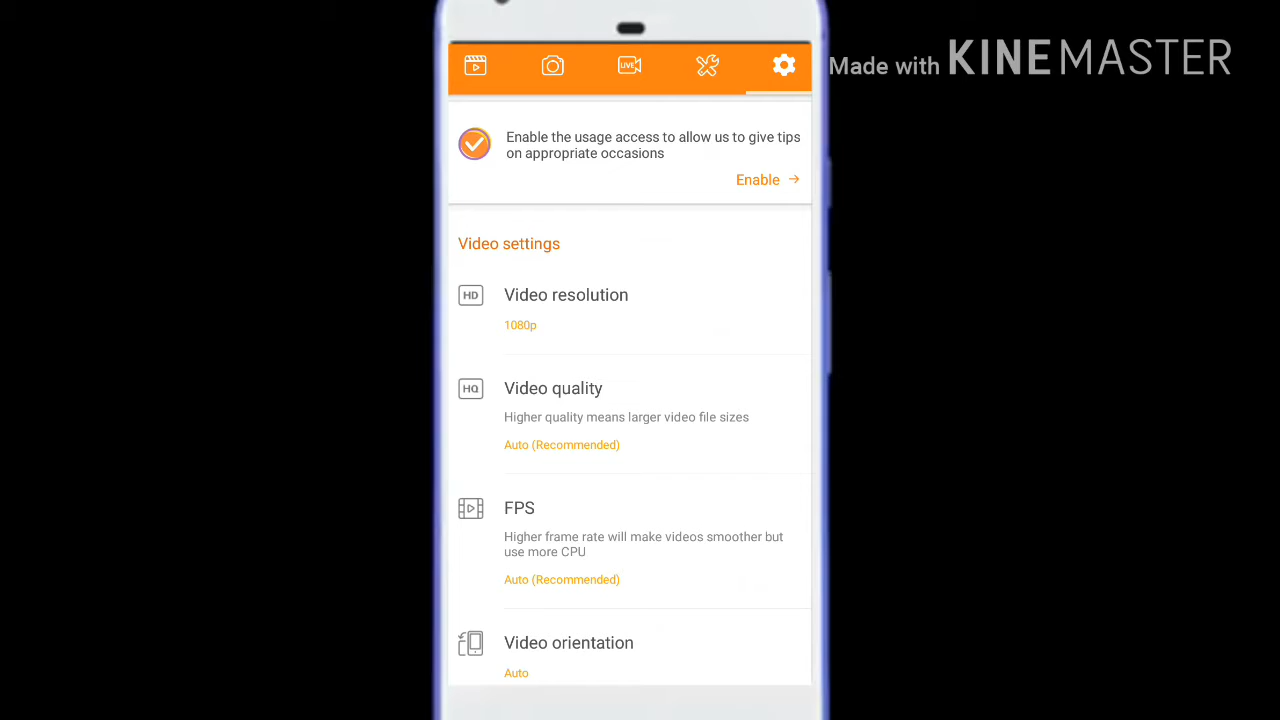 Made with KINEMASTER
LIVE
Enable the usage access to allow us to give tips
on appropriate occasions
Enable →
Video settings
HD
Video resolution
1080p
HQ
Video quality
Higher quality means larger video file sizes
Auto (Recommended)
FPS
Higher frame rate will make videos smoother but
use more CPU
Auto (Recommended)
Video orientation
Auto